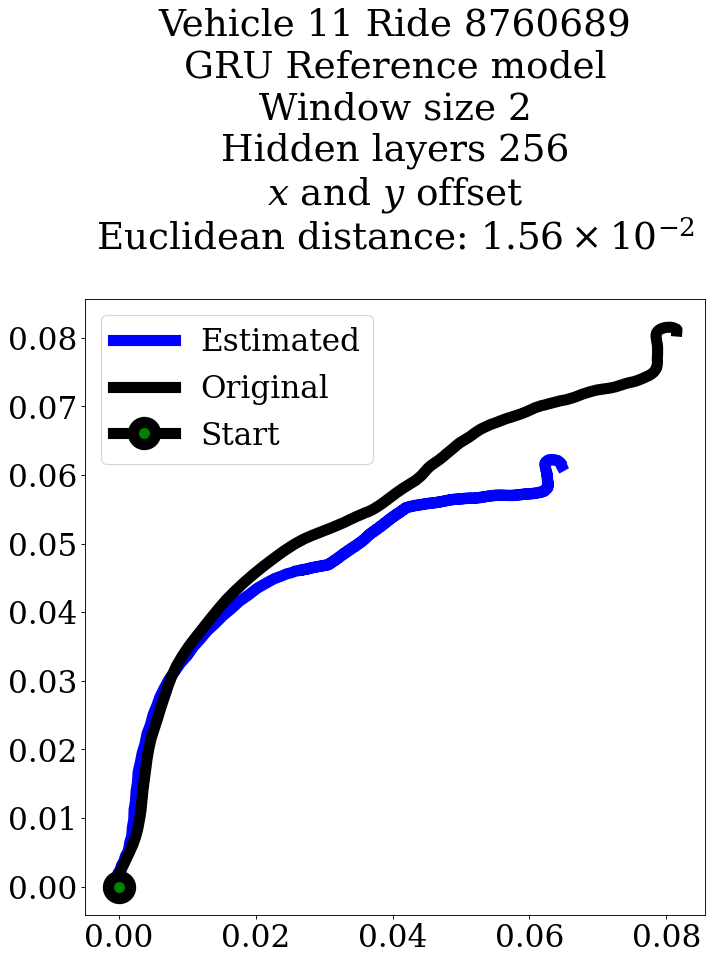 Vehicle 11 Ride 8760689
GRU Reference model
Window size 2
Hidden layers 256
x and y offset
Euclidean distance: 1.56 × 10⁻²
Estimated
Original
Start
0.08
0.07
0.06
0.05
0.04
0.03
0.02
0.01
0.00
0.00 0.02 0.04 0.06 0.08